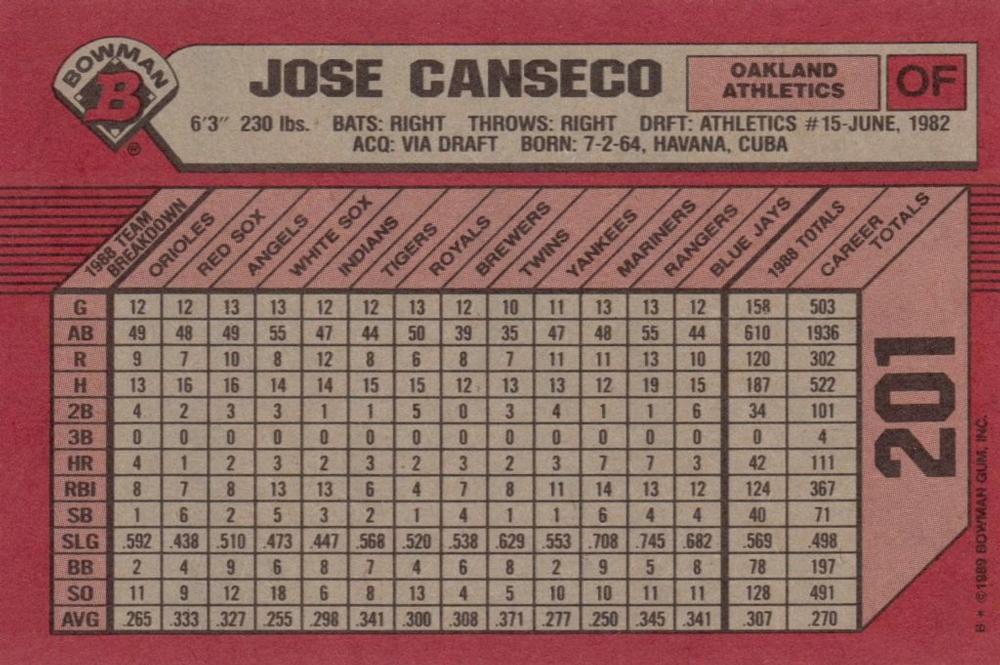 BOWMAN
B
®
JOSE CANSECO
OAKLAND
ATHLETICS
OF
6'3" 230 lbs. BATS: RIGHT THROWS: RIGHT DRFT: ATHLETICS #15-JUNE, 1982
ACQ: VIA DRAFT BORN: 7-2-64, HAVANA, CUBA
1988 TEAM BREAKDOWN ORIOLES RED SOX ANGELS WHITE SOX INDIANS TIGERS ROYALS BREWERS TWINS YANKEES MARINERS RANGERS BLUE JAYS 1988 TOTALS CAREER TOTALS
G 12 12 13 13 12 12 13 12 10 11 13 13 12 158 503
AB 49 48 49 55 47 44 50 39 35 47 48 55 44 610 1936
R 9 7 10 8 12 8 6 8 7 11 11 13 10 120 302
H 13 16 16 14 14 15 15 12 13 13 12 19 15 187 522
2B 4 2 3 3 1 1 5 0 3 4 1 1 6 34 101
3B 0 0 0 0 0 0 0 0 0 0 0 0 0 0 4
HR 4 1 2 3 2 3 2 3 2 3 7 7 3 42 111
RBI 8 7 8 13 13 6 4 7 8 11 14 13 12 124 367
SB 1 6 2 5 3 2 1 4 1 1 6 4 4 40 71
SLG .592 .438 .510 .473 .447 .568 .520 .538 .629 .553 .708 .745 .682 .569 .498
BB 2 4 9 6 8 7 4 6 8 2 9 5 8 78 197
SO 11 9 12 18 6 8 13 4 5 10 10 11 11 128 491
AVG .265 .333 .327 .255 .298 .341 .300 .308 .371 .277 .250 .345 .341 .307 .270
201
B * ©1989 BOWMAN GUM, INC.